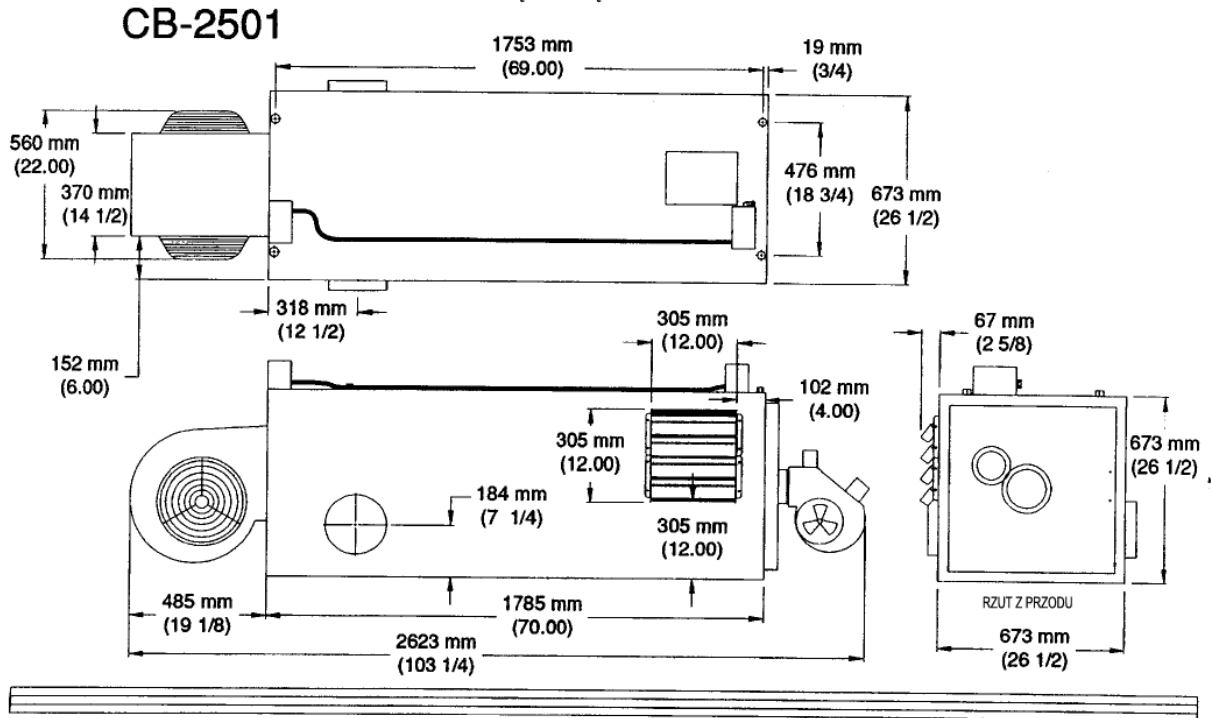 CB-2501
1753 mm
(69.00)
19 mm
(3/4)
560 mm
(22.00)
370 mm
(14 1/2)
476 mm
(18 3/4)
673 mm
(26 1/2)
318 mm
(12 1/2)
152 mm
(6.00)
305 mm
(12.00)
67 mm
(2 5/8)
102 mm
(4.00)
305 mm
(12.00)
184 mm
(7 1/4)
305 mm
(12.00)
673 mm
(26 1/2)
485 mm
(19 1/8)
1785 mm
(70.00)
2623 mm
(103 1/4)
RZUT Z PRZODU
673 mm
(26 1/2)